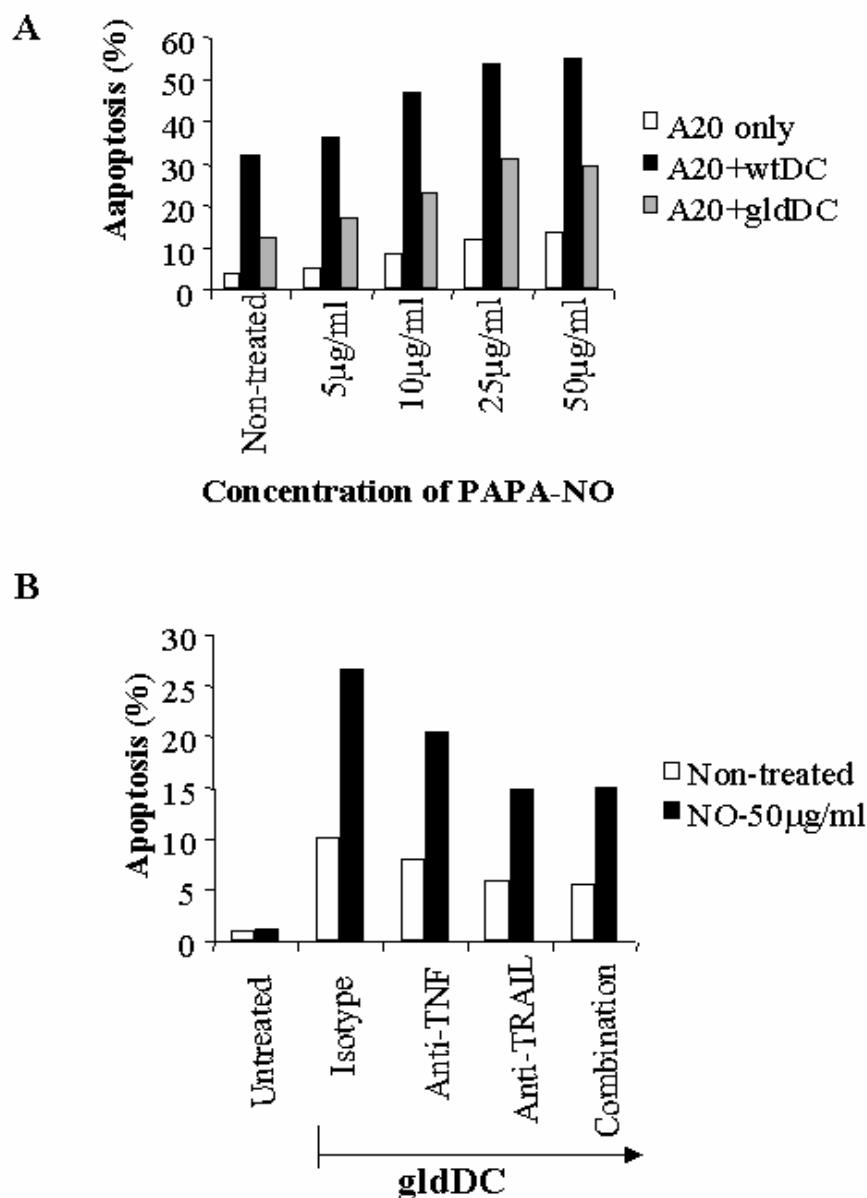 A
Aapoptosis (%)
60
50
40
30
20
10
0
Non-treated
5µg/ml
10µg/ml
25µg/ml
50µg/ml
Concentration of PAPA-NO
A20 only
A20+wtDC
A20+gldDC
B
Apoptosis (%)
30
25
20
15
10
5
0
Untreated
Isotype
Anti-TNF
Anti-TRAIL
Combination
gldDC
Non-treated
NO-50µg/ml